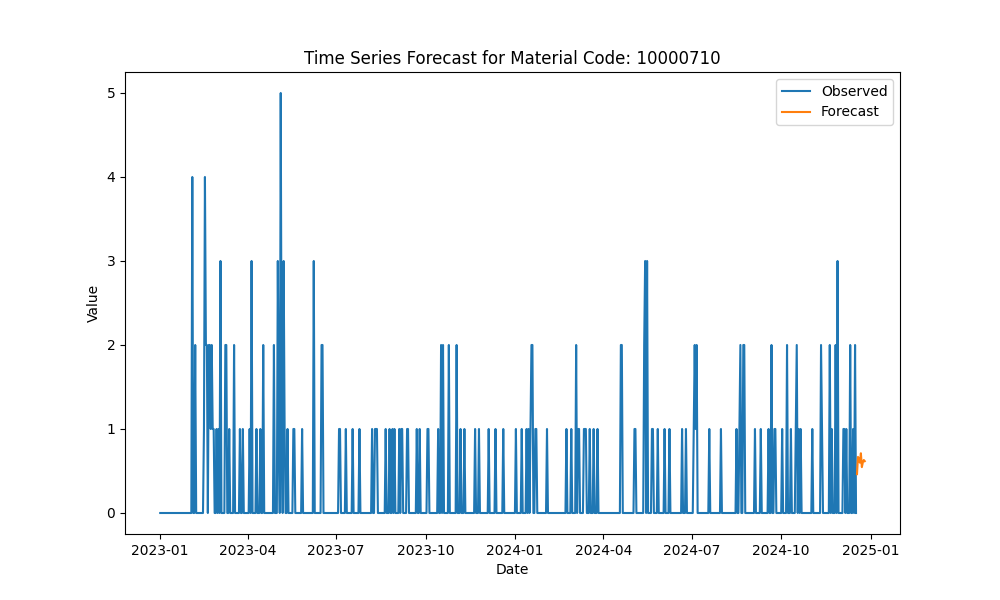 Time Series Forecast for Material Code: 10000710
Observed
Forecast
5
4
3
2
1
0
Value
2023-01 2023-04 2023-07 2023-10 2024-01 2024-04 2024-07 2024-10 2025-01
Date